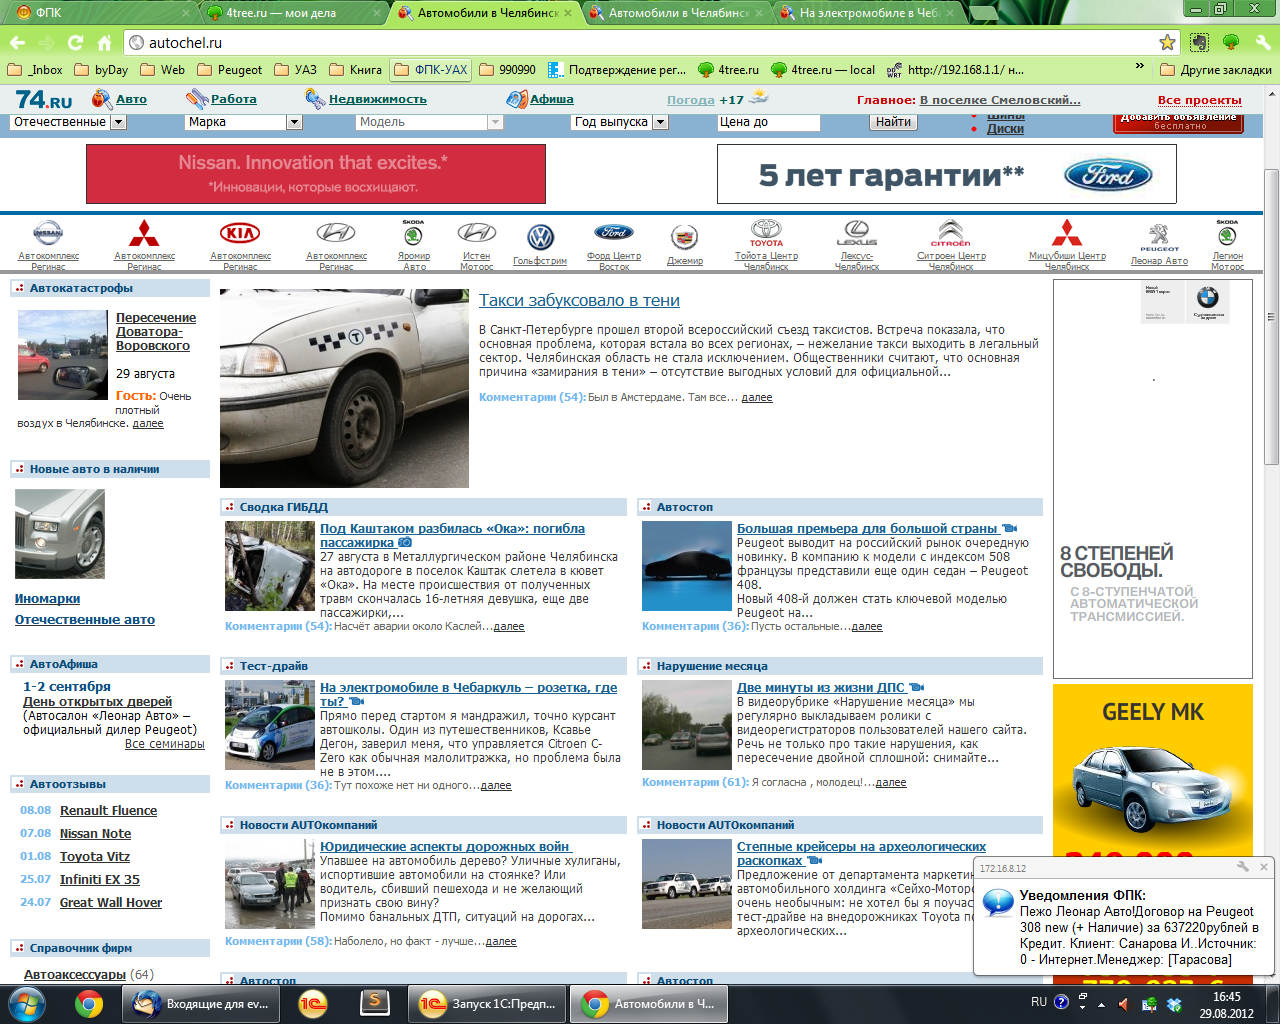 ФПК
4tree.ru — мои дела
Автомобили в Челябинск
Автомобили в Челябинск
На электромобиле в Чеба
autochel.ru
_Inbox
byDay
Web
Peugeot
УАЗ
Книга
ФПК-УАХ
990990
Подтверждение рег...
4tree.ru
4tree.ru — local
DD WRT
http://192.168.1.1/ н...
»
Другие закладки
74.RU
Авто
Работа
Недвижимость
Афиша
Погода +17
Главное: В поселке Смеловский...
Все проекты
Отечественные
Марка
Модель
Год выпуска
Цена до
Найти
Шины
Диски
Добавить объявление
бесплатно
Nissan. Innovation that excites.*
*Инновации, которые восхищают.
5 лет гарантии**
Ford
NISSAN
KIA
ŠKODA
Ford
TOYOTA
LEXUS
CITROËN
PEUGEOT
ŠKODA
Автокомплекс Регинас
Автокомплекс Регинас
Автокомплекс Регинас
Автокомплекс Регинас
Яромир Авто
Истен Моторс
Гольфстрим
Форд Центр Восток
Джемир
Тойота Центр Челябинск
Лексус-Челябинск
Ситроен Центр Челябинск
Мицубиши Центр Челябинск
Леонар Авто
Легион Моторс
Автокатастрофы
Пересечение
Доватора-
Воровского
29 августа
Гость: Очень
плотный
воздух в Челябинске. далее
Новые авто в наличии
Иномарки
Отечественные авто
АвтоАфиша
1-2 сентября
День открытых дверей
(Автосалон «Леонар Авто» –
официальный дилер Peugeot)
Все семинары
Автоотзывы
08.08 Renault Fluence
07.08 Nissan Note
01.08 Toyota Vitz
25.07 Infiniti EX 35
24.07 Great Wall Hover
Справочник фирм
Автоаксессуары (64)
Такси забуксовало в тени
В Санкт-Петербурге прошел второй всероссийский съезд таксистов. Встреча показала, что
основная проблема, которая встала во всех регионах, – нежелание такси выходить в легальный
сектор. Челябинская область не стала исключением. Общественники считают, что основная
причина «замирания в тени» – отсутствие выгодных условий для официальной...
Комментарии (54): Был в Амстердаме. Там все... далее
Сводка ГИБДД
Под Каштаком разбилась «Ока»: погибла
пассажирка
27 августа в Металлургическом районе Челябинска
на автодороге в поселок Каштак слетела в кювет
«Ока». На месте происшествия от полученных
травм скончалась 16-летняя девушка, еще две
пассажирки,...
Комментарии (54): Насчёт аварии около Каслей...далее
Автостоп
Большая премьера для большой страны
Peugeot выводит на российский рынок очередную
новинку. В компанию к модели с индексом 508
французы представили еще один седан – Peugeot
408.
Новый 408-й должен стать ключевой моделью
Peugeot на...
Комментарии (36): Пусть остальные...далее
Тест-драйв
На электромобиле в Чебаркуль – розетка, где
ты?
Прямо перед стартом я мандражил, точно курсант
автошколы. Один из путешественников, Ксавье
Дегон, заверил меня, что управляется Citroen C-
Zero как обычная малолитражка, но проблема была
не в этом....
Комментарии (36): Тут похоже нет ни одного...далее
Нарушение месяца
Две минуты из жизни ДПС
В видеорубрике «Нарушение месяца» мы
регулярно выкладываем ролики с
видеорегистраторов пользователей нашего сайта.
Речь не только про такие нарушения, как
пересечение двойной сплошной: снимайте...
Комментарии (61): Я согласна , молодец!...далее
Новости AUTOкомпаний
Юридические аспекты дорожных войн
Упавшее на автомобиль дерево? Уличные хулиганы,
испортившие автомобили на стоянке? Или
водитель, сбивший пешехода и не желающий
признать свою вину?
Помимо банальных ДТП, ситуаций на дорогах...
Комментарии (58): Наболело, но факт - лучше...далее
Новости AUTOкомпаний
Степные крейсеры на археологических
раскопках
Предложение от департамента маркетин
автомобильного холдинга «Сейхо-Моторс
очень необычным: не хотел бы я поучас
тест-драйве на внедорожниках Toyota по
археологических...
Автостоп
Автостоп
8 СТЕПЕНЕЙ
СВОБОДЫ.
С 8-СТУПЕНЧАТОЙ
АВТОМАТИЧЕСКОЙ
ТРАНСМИССИЕЙ.
GEELY MK
172.16.8.12
Уведомления ФПК:
Пежо Леонар Авто!Договор на Peugeot
308 new (+ Наличие) за 637220рублей в
Кредит. Клиент: Санарова И..Источник:
0 - Интернет.Менеджер: [Тарасова]
Входящие для ev...
Запуск 1С:Предп...
Автомобили в Ч...
RU
16:45
29.08.2012